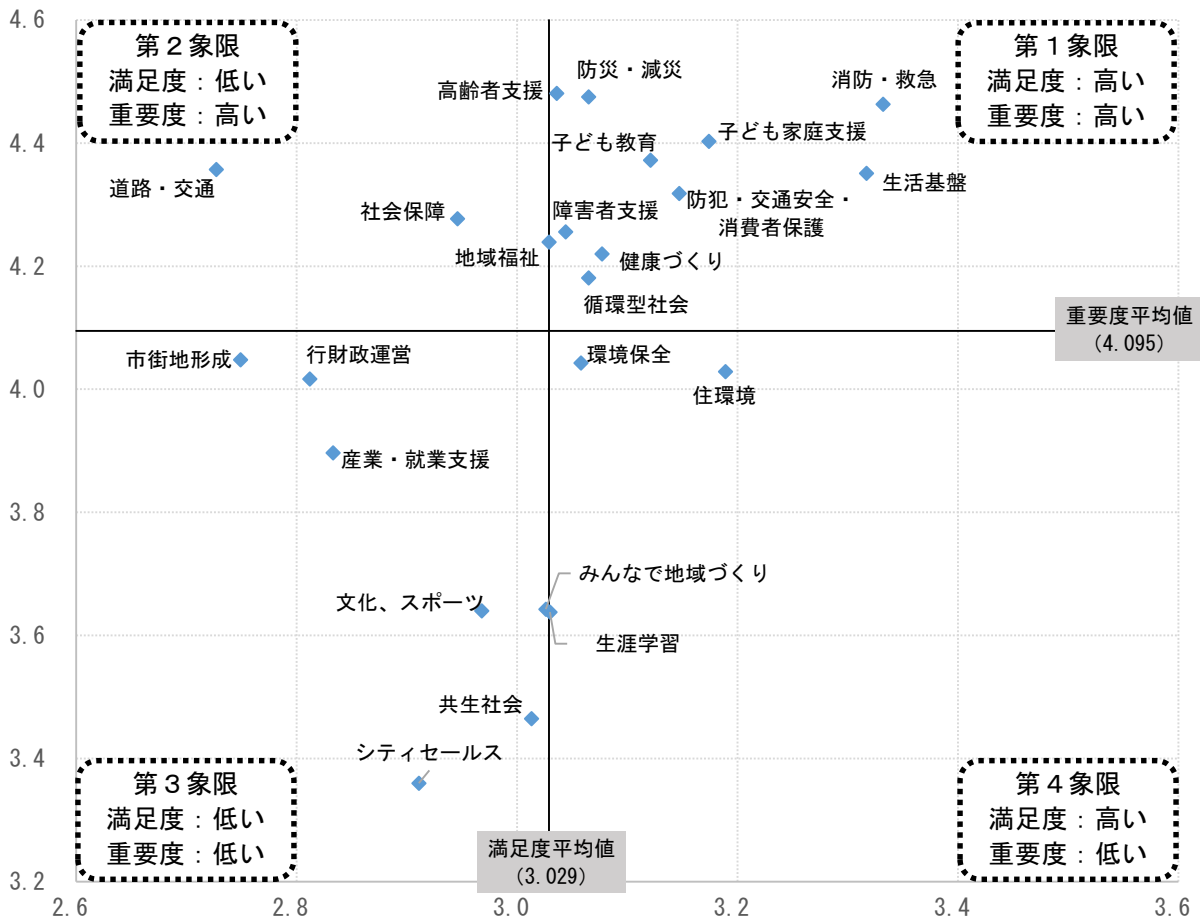 4.6
4.4
4.2
4.0
3.8
3.6
3.4
3.2
2.6
2.8
3.0
3.2
3.4
3.6
第２象限
満足度：低い
重要度：高い
第１象限
満足度：高い
重要度：高い
防災・減災
高齢者支援
消防・救急
子ども家庭支援
子ども教育
道路・交通
生活基盤
防犯・交通安全・
消費者保護
社会保障
障害者支援
地域福祉
健康づくり
循環型社会
重要度平均値
（4.095）
市街地形成
行財政運営
環境保全
住環境
産業・就業支援
みんなで地域づくり
文化、スポーツ
生涯学習
共生社会
シティセールス
第３象限
満足度：低い
重要度：低い
満足度平均値
（3.029）
第４象限
満足度：高い
重要度：低い